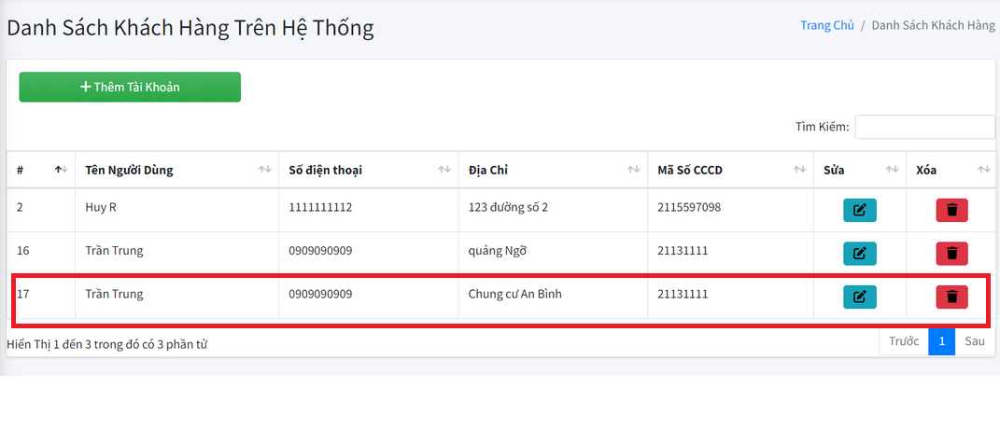 Danh Sách Khách Hàng Trên Hệ Thống
Trang Chủ / Danh Sách Khách Hàng
+ Thêm Tài Khoản
Tìm Kiếm:
# Tên Người Dùng Số điện thoại Địa Chỉ Mã Số CCCD Sửa Xóa
2 Huy R 1111111112 123 đường số 2 2115597098
16 Trần Trung 0909090909 quảng Ngỡ 21131111
17 Trần Trung 0909090909 Chung cư An Bình 21131111
Hiển Thị 1 đến 3 trong đó có 3 phần tử
Trước 1 Sau